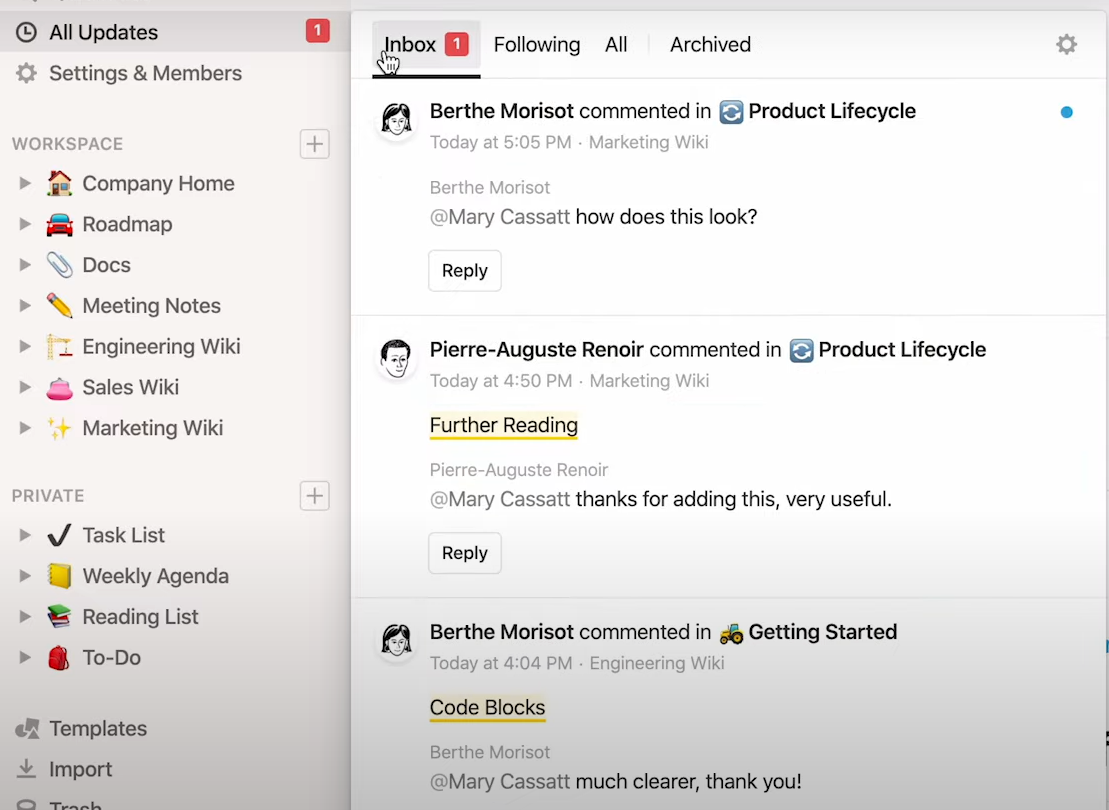 All Updates 1
Settings & Members
WORKSPACE
Company Home
Roadmap
Docs
Meeting Notes
Engineering Wiki
Sales Wiki
Marketing Wiki
PRIVATE
Task List
Weekly Agenda
Reading List
To-Do
Templates
Import
Trash
Inbox 1 Following All Archived
Berthe Morisot commented in Product Lifecycle
Today at 5:05 PM · Marketing Wiki
Berthe Morisot
@Mary Cassatt how does this look?
Reply
Pierre-Auguste Renoir commented in Product Lifecycle
Today at 4:50 PM · Marketing Wiki
Further Reading
Pierre-Auguste Renoir
@Mary Cassatt thanks for adding this, very useful.
Reply
Berthe Morisot commented in Getting Started
Today at 4:04 PM · Engineering Wiki
Code Blocks
Berthe Morisot
@Mary Cassatt much clearer, thank you!